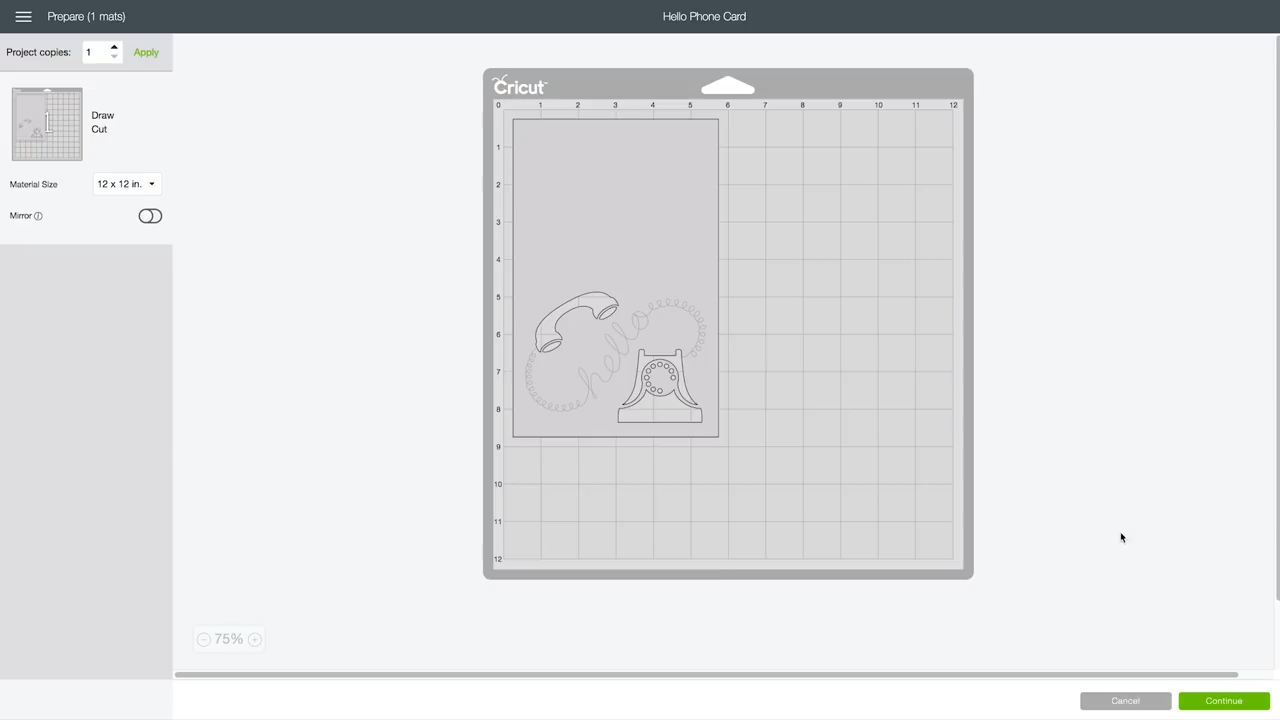 Prepare (1 mats)
Hello Phone Card
Project copies: 1 Apply
1
Draw
Cut
Material Size 12 x 12 in.
Mirror
Cricut
0 1 2 3 4 5 6 7 8 9 10 11 12
1
2
3
4
5
6
7
8
9
10
11
12
hello
75%
Cancel Continue